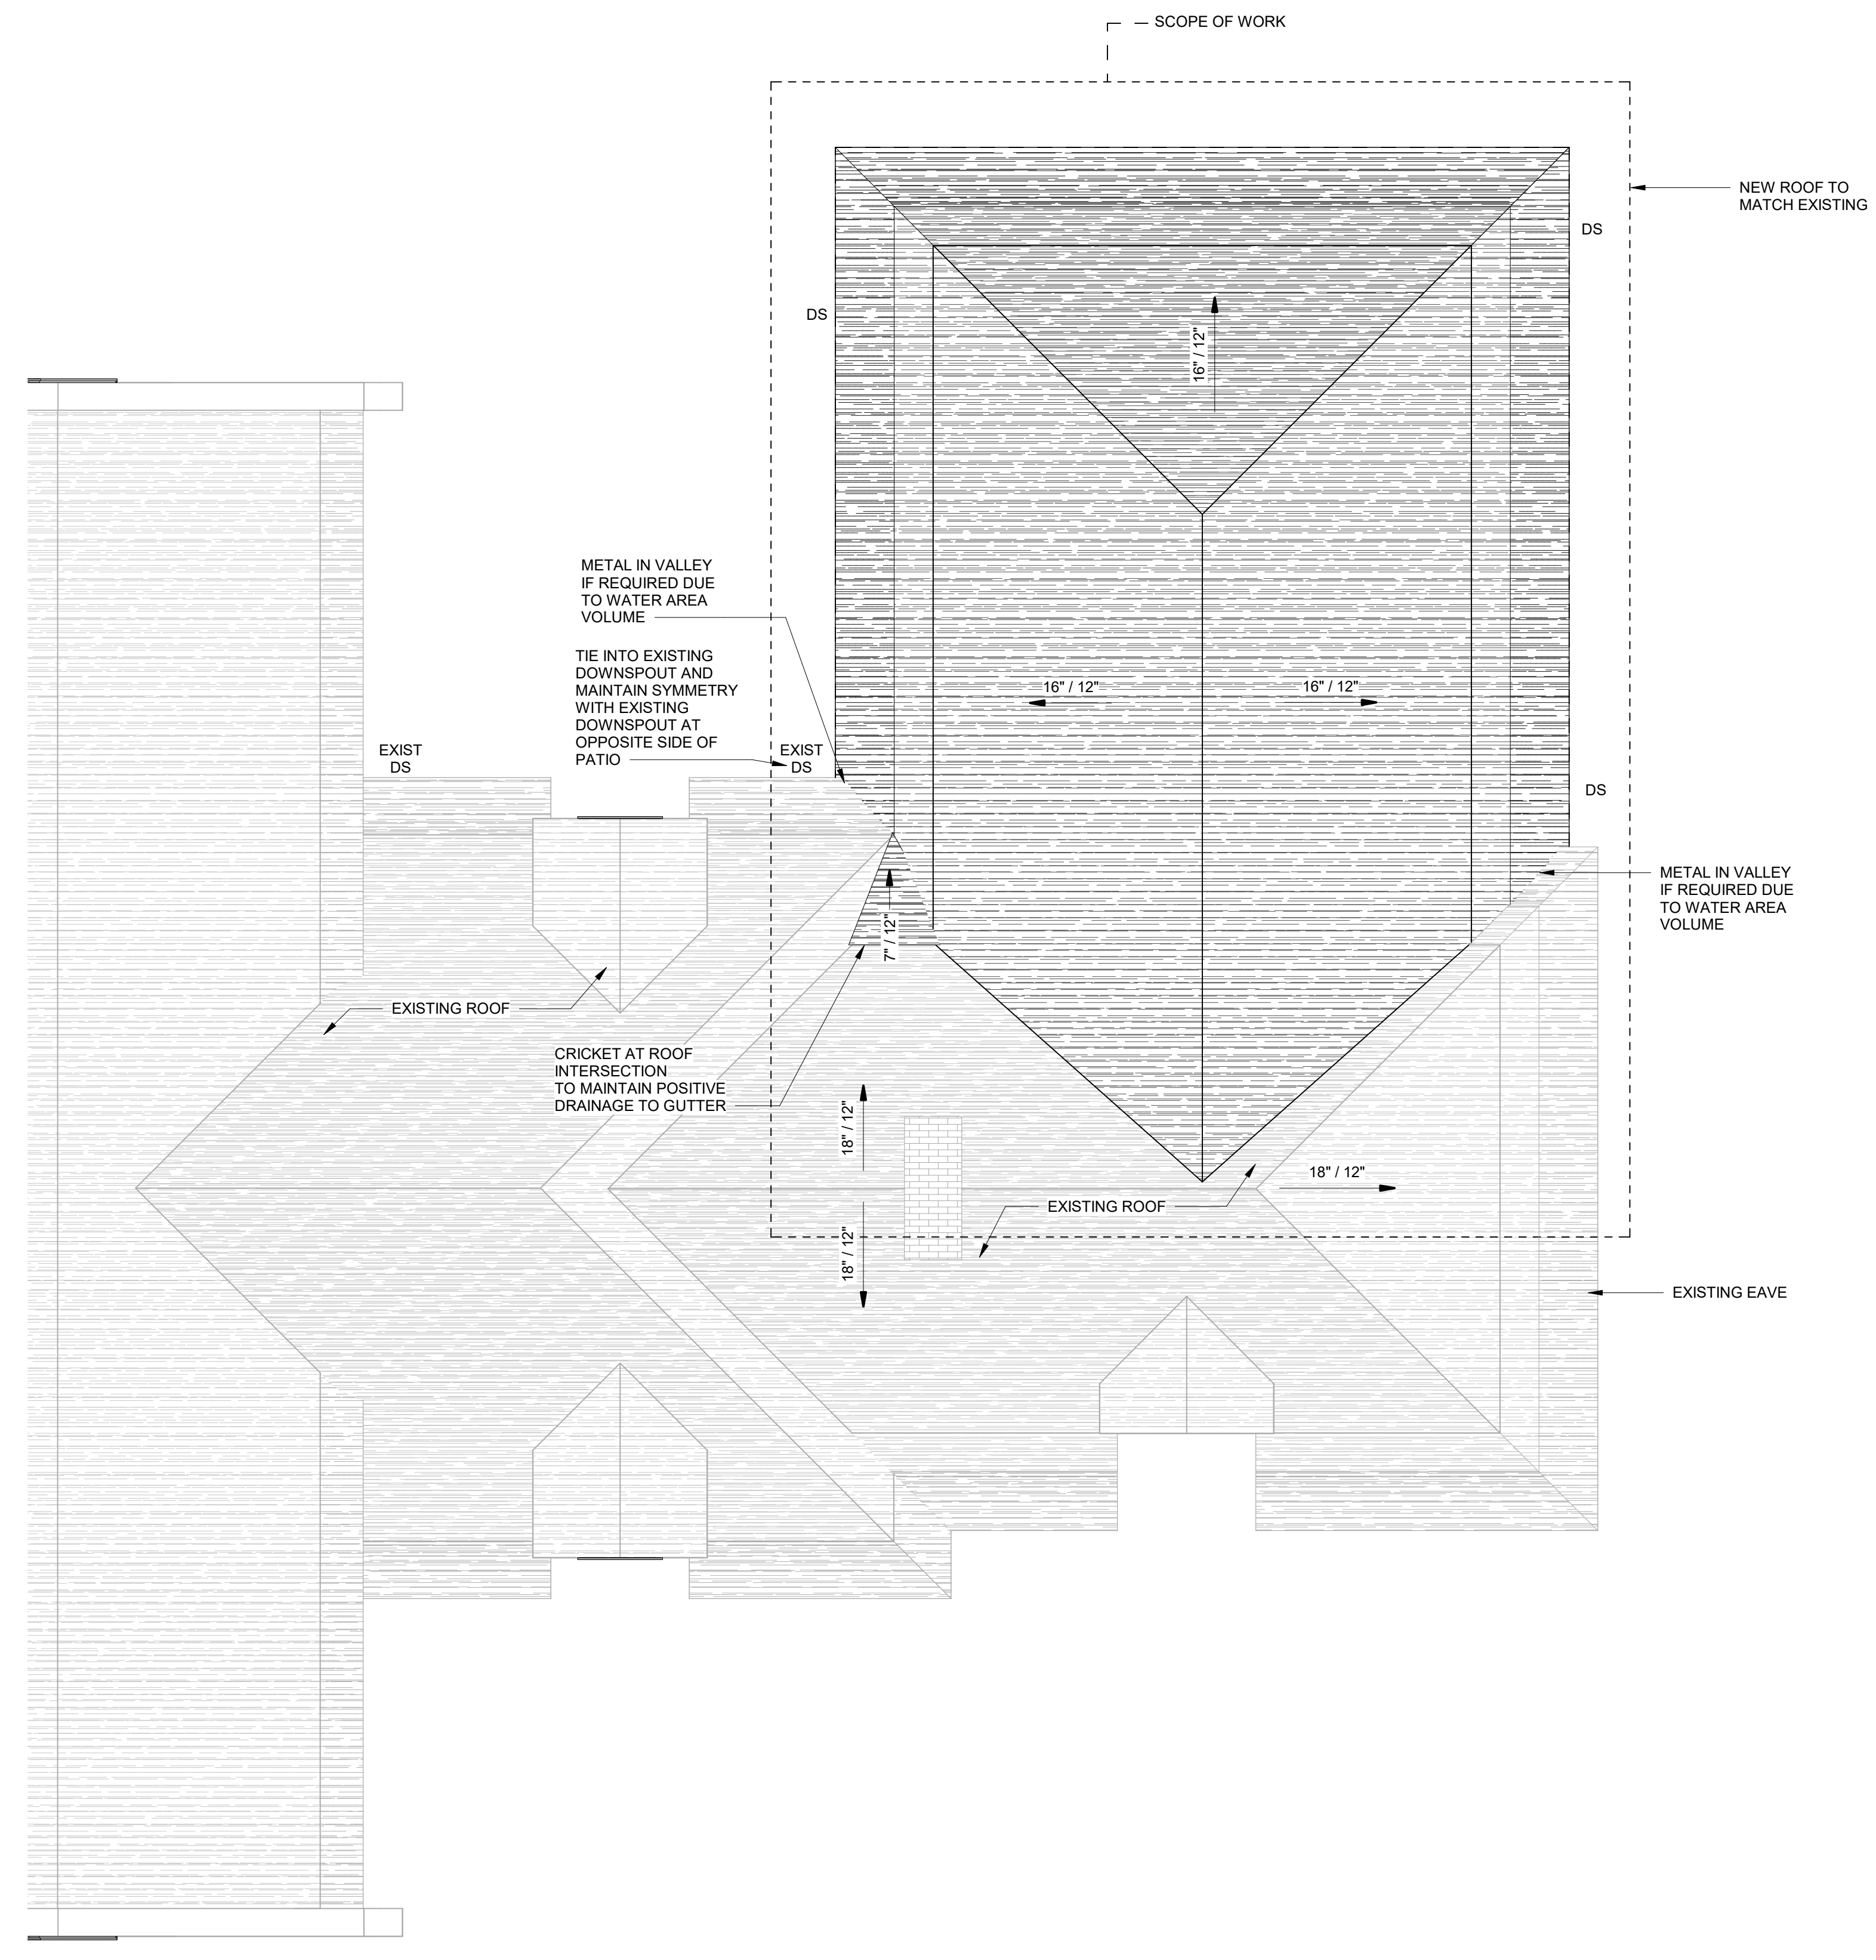 SCOPE OF WORK
NEW ROOF TO
MATCH EXISTING
DS
DS
16" / 12"
METAL IN VALLEY
IF REQUIRED DUE
TO WATER AREA
VOLUME
TIE INTO EXISTING
DOWNSPOUT AND
MAINTAIN SYMMETRY
WITH EXISTING
DOWNSPOUT AT
OPPOSITE SIDE OF
PATIO
16" / 12"
16" / 12"
EXIST
DS
EXIST
DS
DS
METAL IN VALLEY
IF REQUIRED DUE
TO WATER AREA
VOLUME
7" / 12"
EXISTING ROOF
CRICKET AT ROOF
INTERSECTION
TO MAINTAIN POSITIVE
DRAINAGE TO GUTTER
18" / 12"
18" / 12"
EXISTING ROOF
18" / 12"
EXISTING EAVE